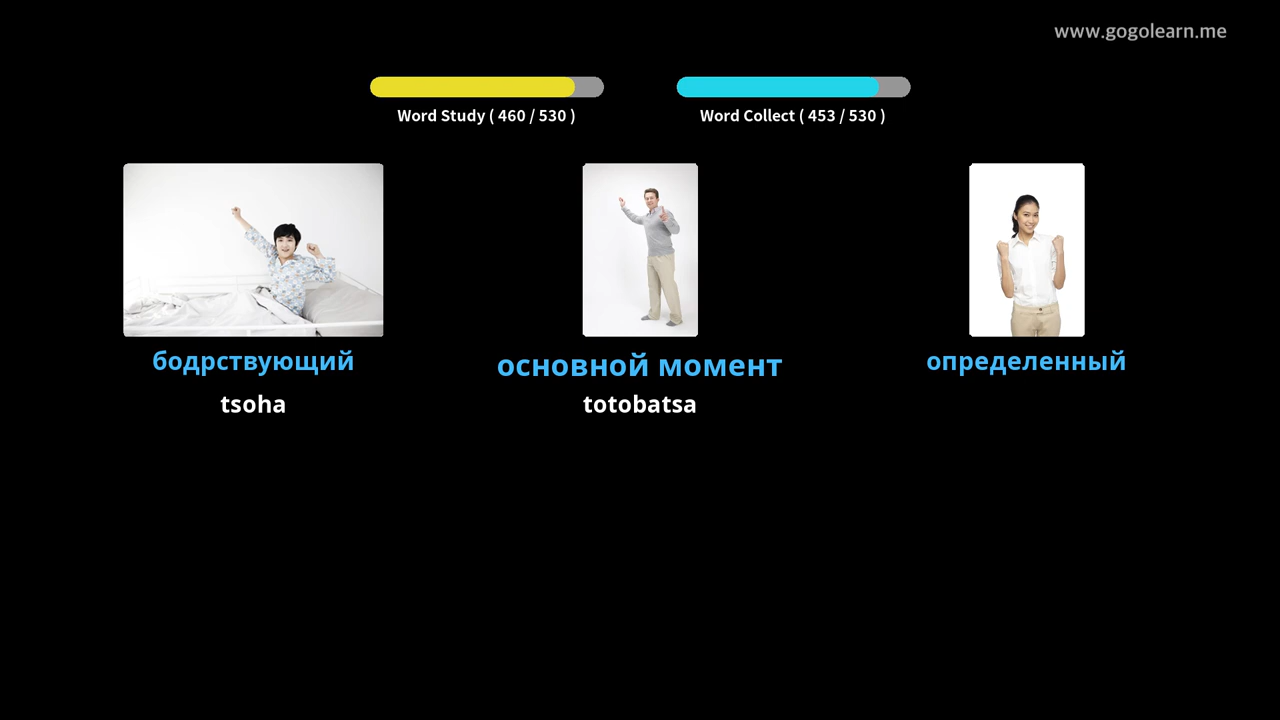 www.gogolearn.me
Word Study ( 460 / 530 )
Word Collect ( 453 / 530 )
бодрствующий
основной момент
определенный
tsoha
totobatsa